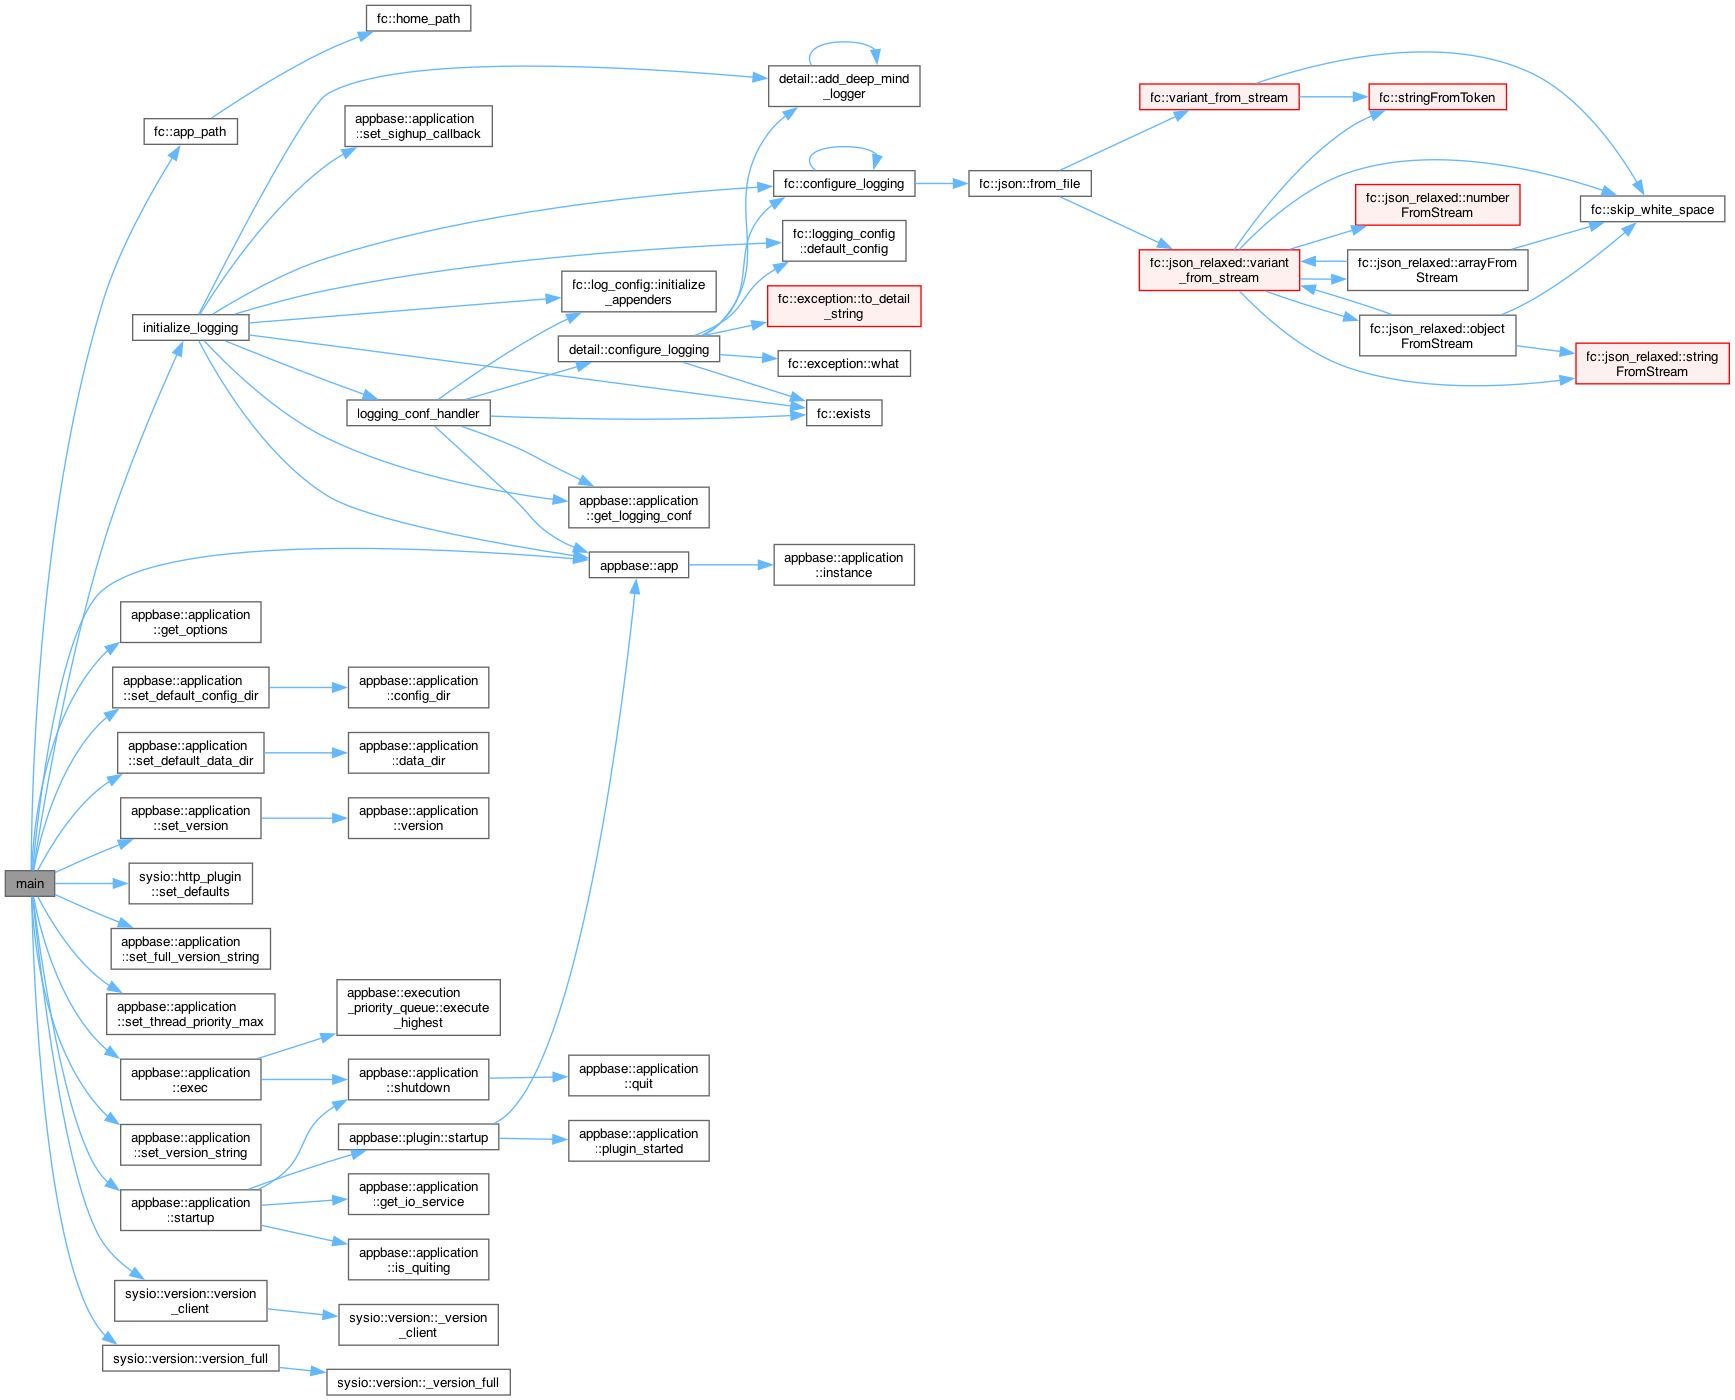 fc::home_path
detail::add_deep_mind
_logger
fc::variant_from_stream
fc::stringFromToken
fc::app_path
appbase::application
::set_sighup_callback
fc::configure_logging
fc::json::from_file
fc::json_relaxed::number
FromStream
fc::skip_white_space
fc::logging_config
::default_config
fc::json_relaxed::variant
_from_stream
fc::json_relaxed::arrayFrom
Stream
fc::log_config::initialize
_appenders
fc::exception::to_detail
_string
initialize_logging
fc::json_relaxed::object
FromStream
detail::configure_logging
fc::exception::what
fc::json_relaxed::string
FromStream
logging_conf_handler
fc::exists
appbase::application
::get_logging_conf
appbase::app
appbase::application
::instance
appbase::application
::get_options
appbase::application
::set_default_config_dir
appbase::application
::config_dir
appbase::application
::set_default_data_dir
appbase::application
::data_dir
appbase::application
::set_version
appbase::application
::version
main
sysio::http_plugin
::set_defaults
appbase::application
::set_full_version_string
appbase::application
::set_thread_priority_max
appbase::execution
_priority_queue::execute
_highest
appbase::application
::exec
appbase::application
::shutdown
appbase::application
::quit
appbase::application
::set_version_string
appbase::plugin::startup
appbase::application
::plugin_started
appbase::application
::startup
appbase::application
::get_io_service
appbase::application
::is_quiting
sysio::version::version
_client
sysio::version::_version
_client
sysio::version::version_full
sysio::version::_version_full